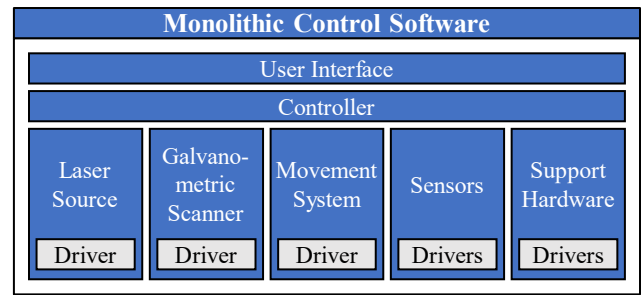 Monolithic Control Software
User Interface
Controller
Laser
Source
Driver
Galvano-
metric
Scanner
Driver
Movement
System
Driver
Sensors
Drivers
Support
Hardware
Drivers